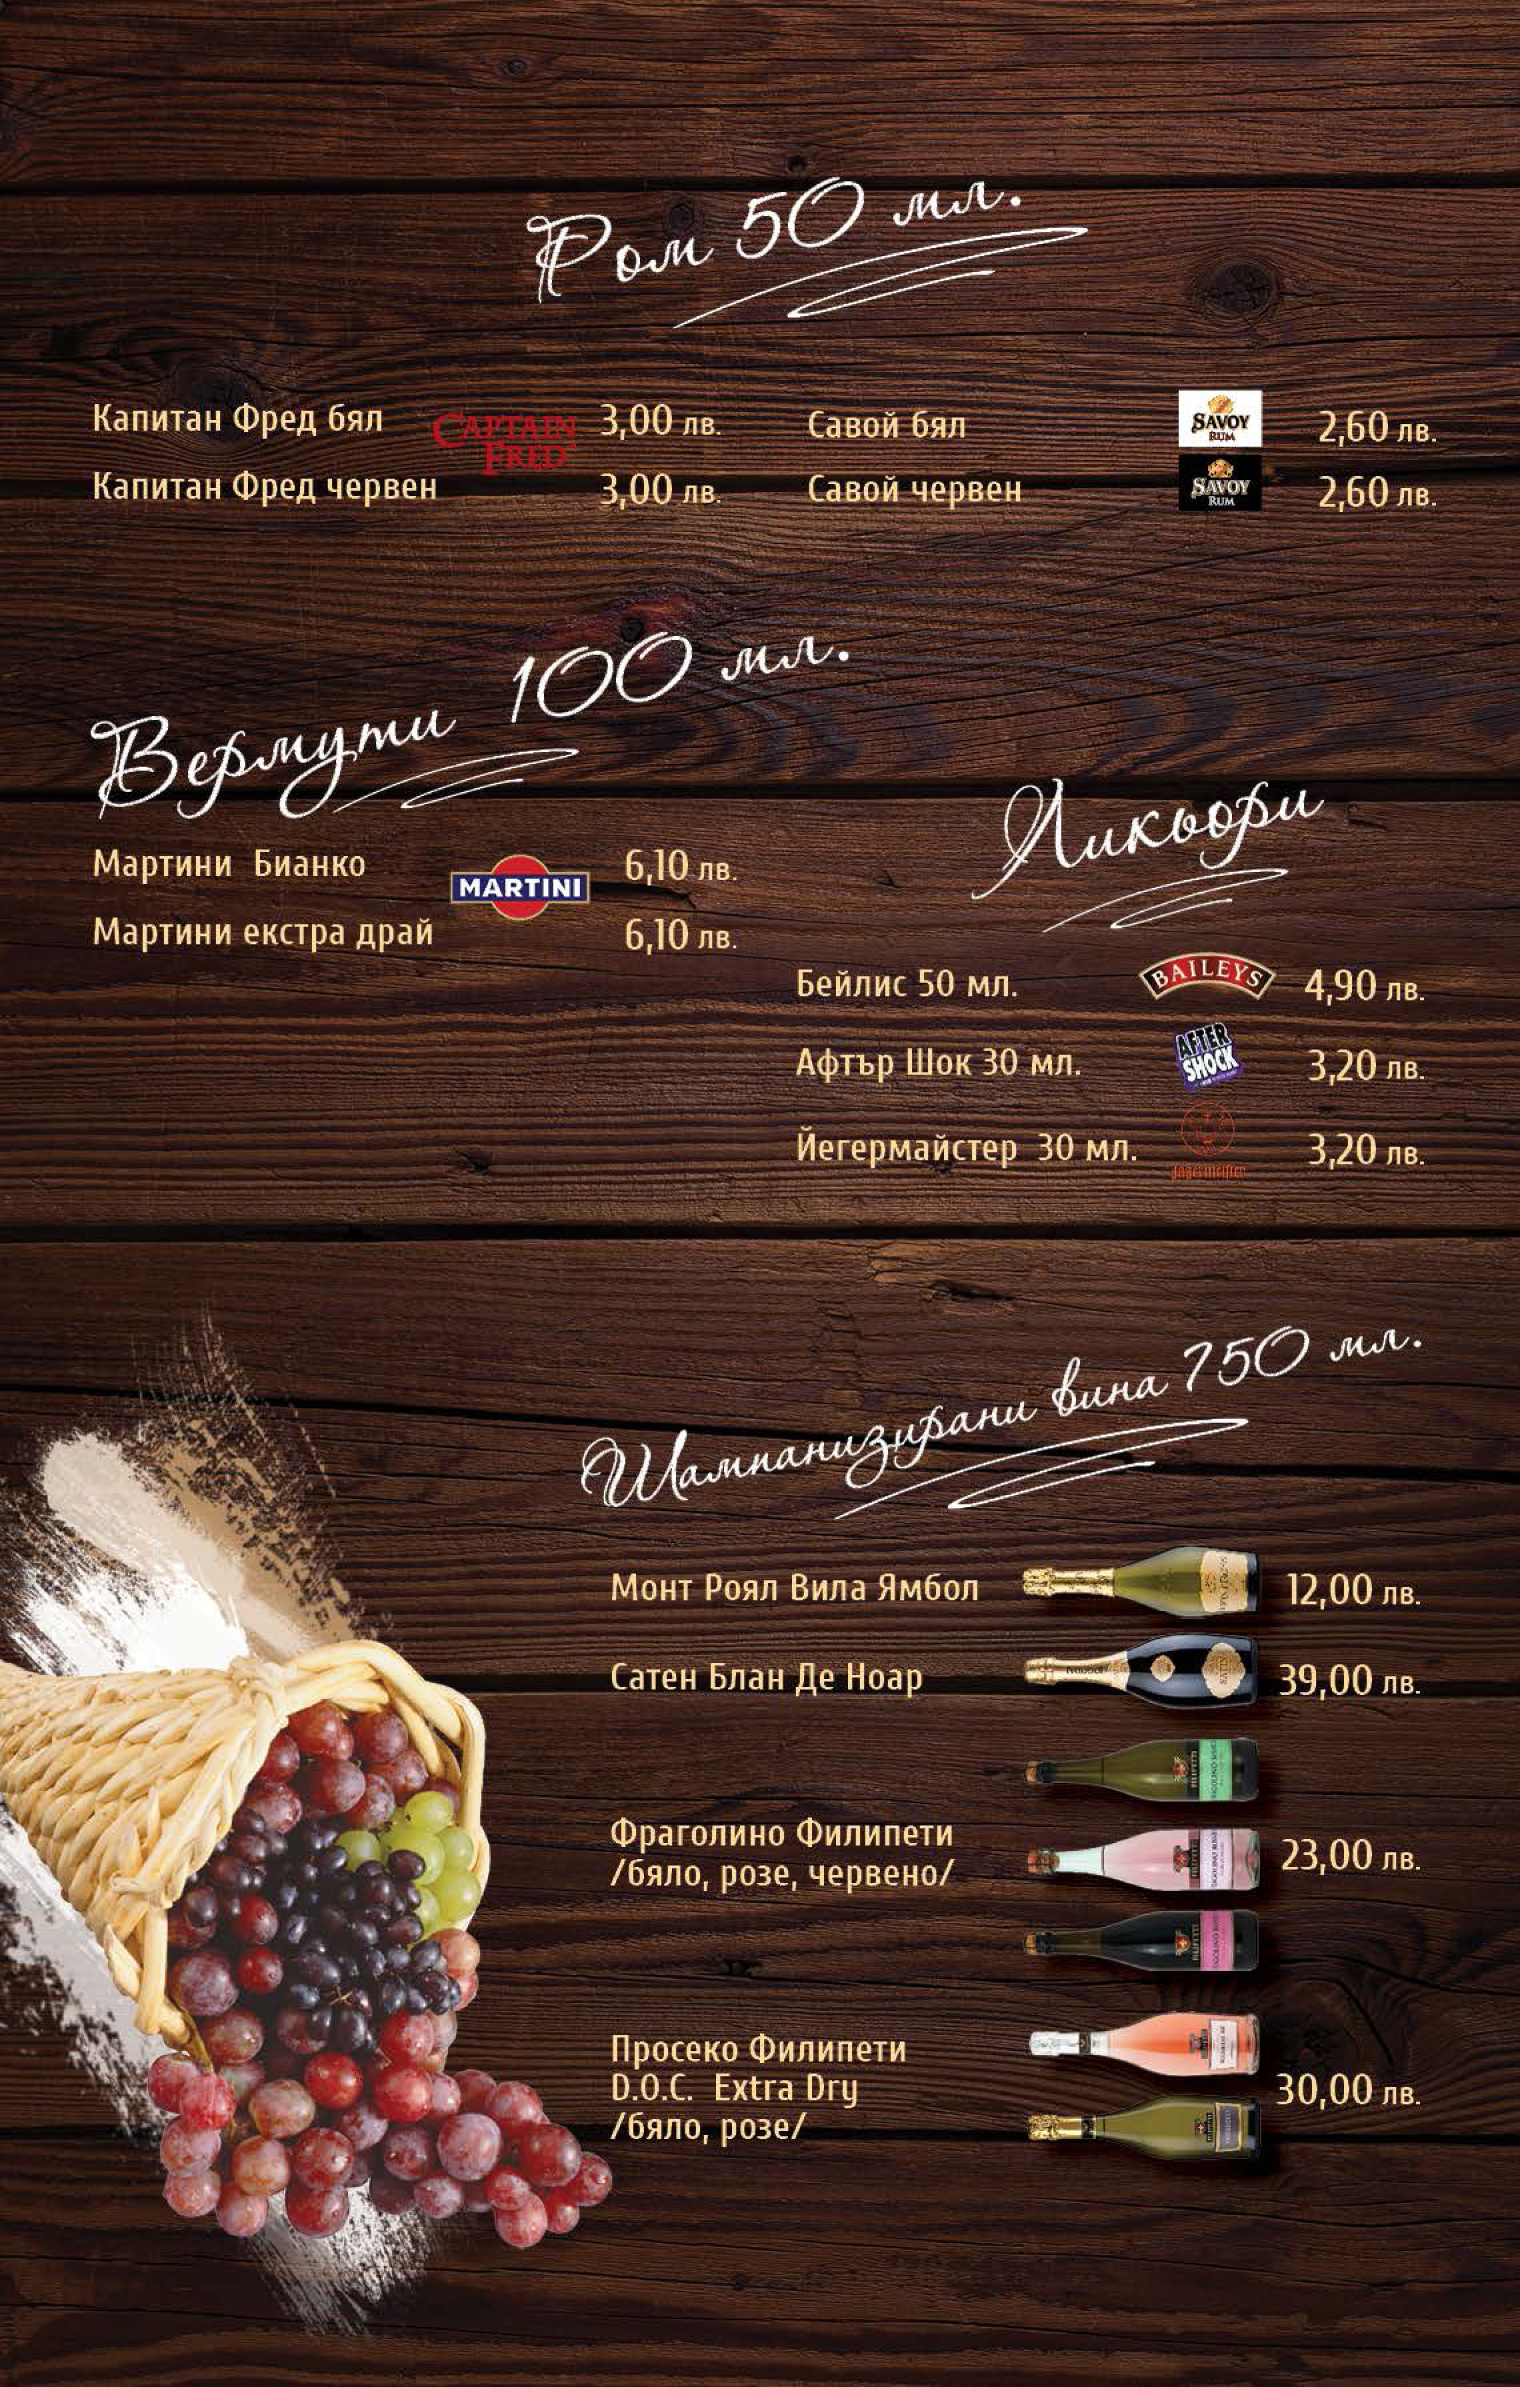 Ром 50 мл.
Капитан Фред бял CAPTAIN FRED 3,00 лв.
Капитан Фред червен 3,00 лв.
Савой бял SAVOY RUM 2,60 лв.
Савой червен SAVOY RUM 2,60 лв.
Вермути 100 мл.
Мартини Бианко MARTINI 6,10 лв.
Мартини екстра драй 6,10 лв.
Ликьори
Бейлис 50 мл. BAILEYS 4,90 лв.
Афтър Шок 30 мл. AFTER SHOCK 3,20 лв.
Йегермайстер 30 мл. Jägermeister 3,20 лв.
Шампанизирани вина 750 мл.
Монт Роял Вила Ямбол 12,00 лв.
Сатен Блан Де Ноар 39,00 лв.
Фраголино Филипети
/бяло, розе, червено/ 23,00 лв.
Просеко Филипети
D.O.C. Extra Dry 30,00 лв.
/бяло, розе/